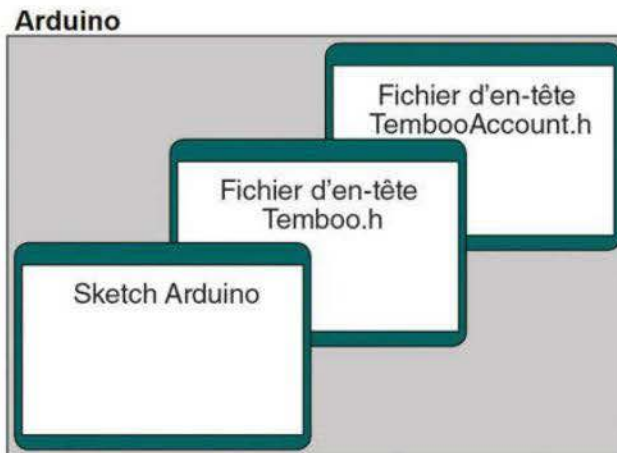 Arduino
Fichier d'en-tête
TembooAccount.h
Fichier d'en-tête
Temboo.h
Sketch Arduino